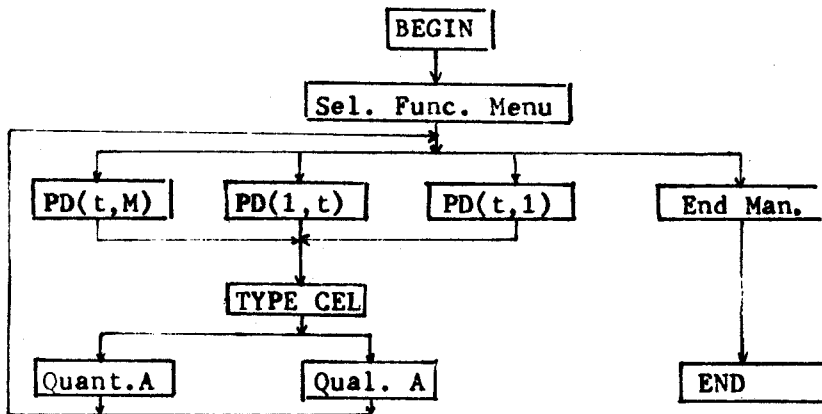 BEGIN
Sel. Func. Menu
PD(t,M)
PD(1,t)
PD(t,1)
End Man.
TYPE CEL
Quant.A
Qual. A
END